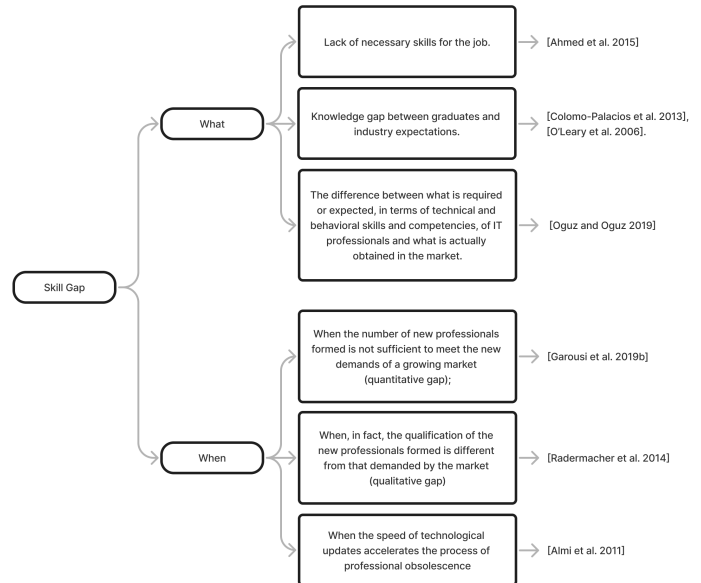 Skill Gap
What
Lack of necessary skills for the job.
[Ahmed et al. 2015]
Knowledge gap between graduates and
industry expectations.
[Colomo-Palacios et al. 2013],
[O'Leary et al. 2006].
The difference between what is required
or expected, in terms of technical and
behavioral skills and competencies, of IT
professionals and what is actually
obtained in the market.
[Oguz and Oguz 2019]
When
When the number of new professionals
formed is not sufficient to meet the new
demands of a growing market
(quantitative gap);
[Garousi et al. 2019b]
When, in fact, the qualification of the
new professionals formed is different
from that demanded by the market
(qualitative gap)
[Radermacher et al. 2014]
When the speed of technological
updates accelerates the process of
professional obsolescence
[Almi et al. 2011]